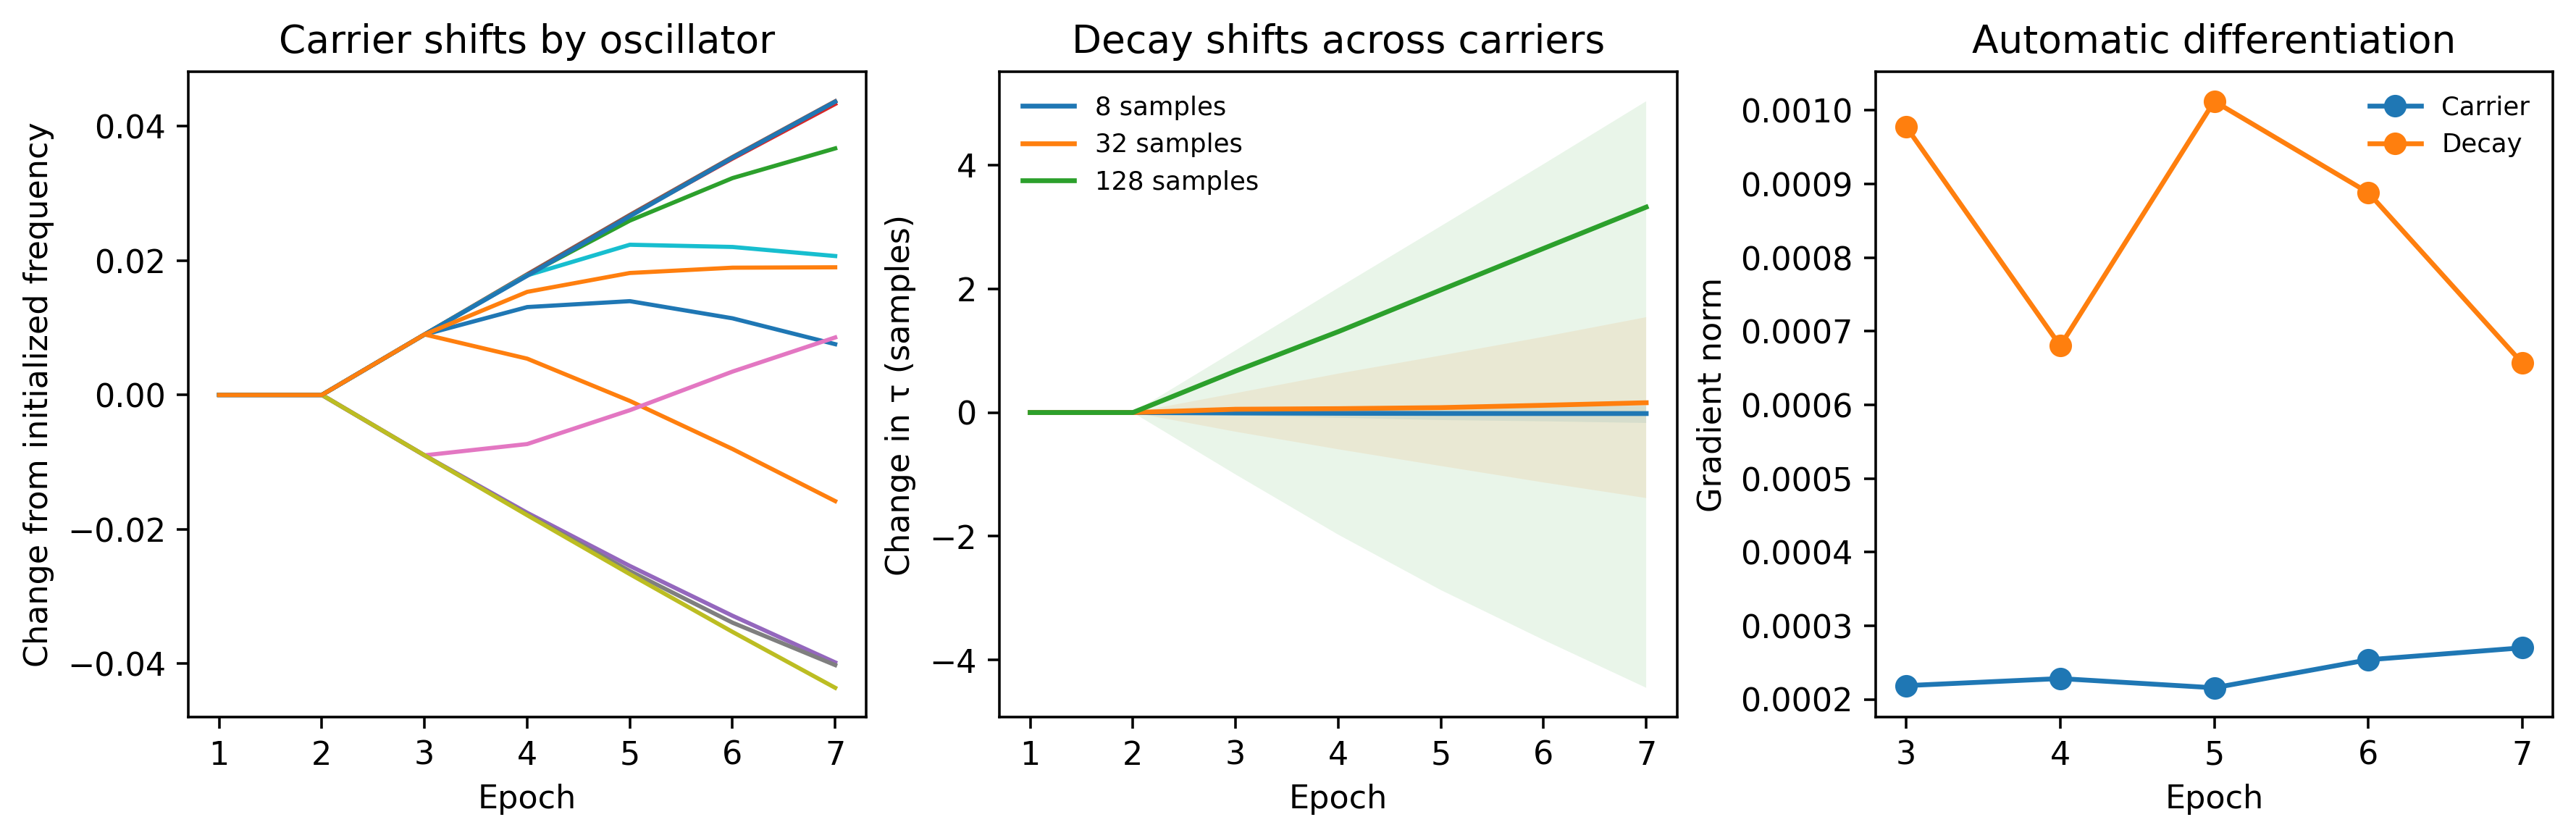 Carrier shifts by oscillator
Change from initialized frequency
0.04
0.02
0.00
−0.02
−0.04
1 2 3 4 5 6 7
Epoch
Decay shifts across carriers
Change in τ (samples)
8 samples
32 samples
128 samples
4
2
0
−2
−4
1 2 3 4 5 6 7
Epoch
Automatic differentiation
Gradient norm
Carrier
Decay
0.0010
0.0009
0.0008
0.0007
0.0006
0.0005
0.0004
0.0003
0.0002
3 4 5 6 7
Epoch